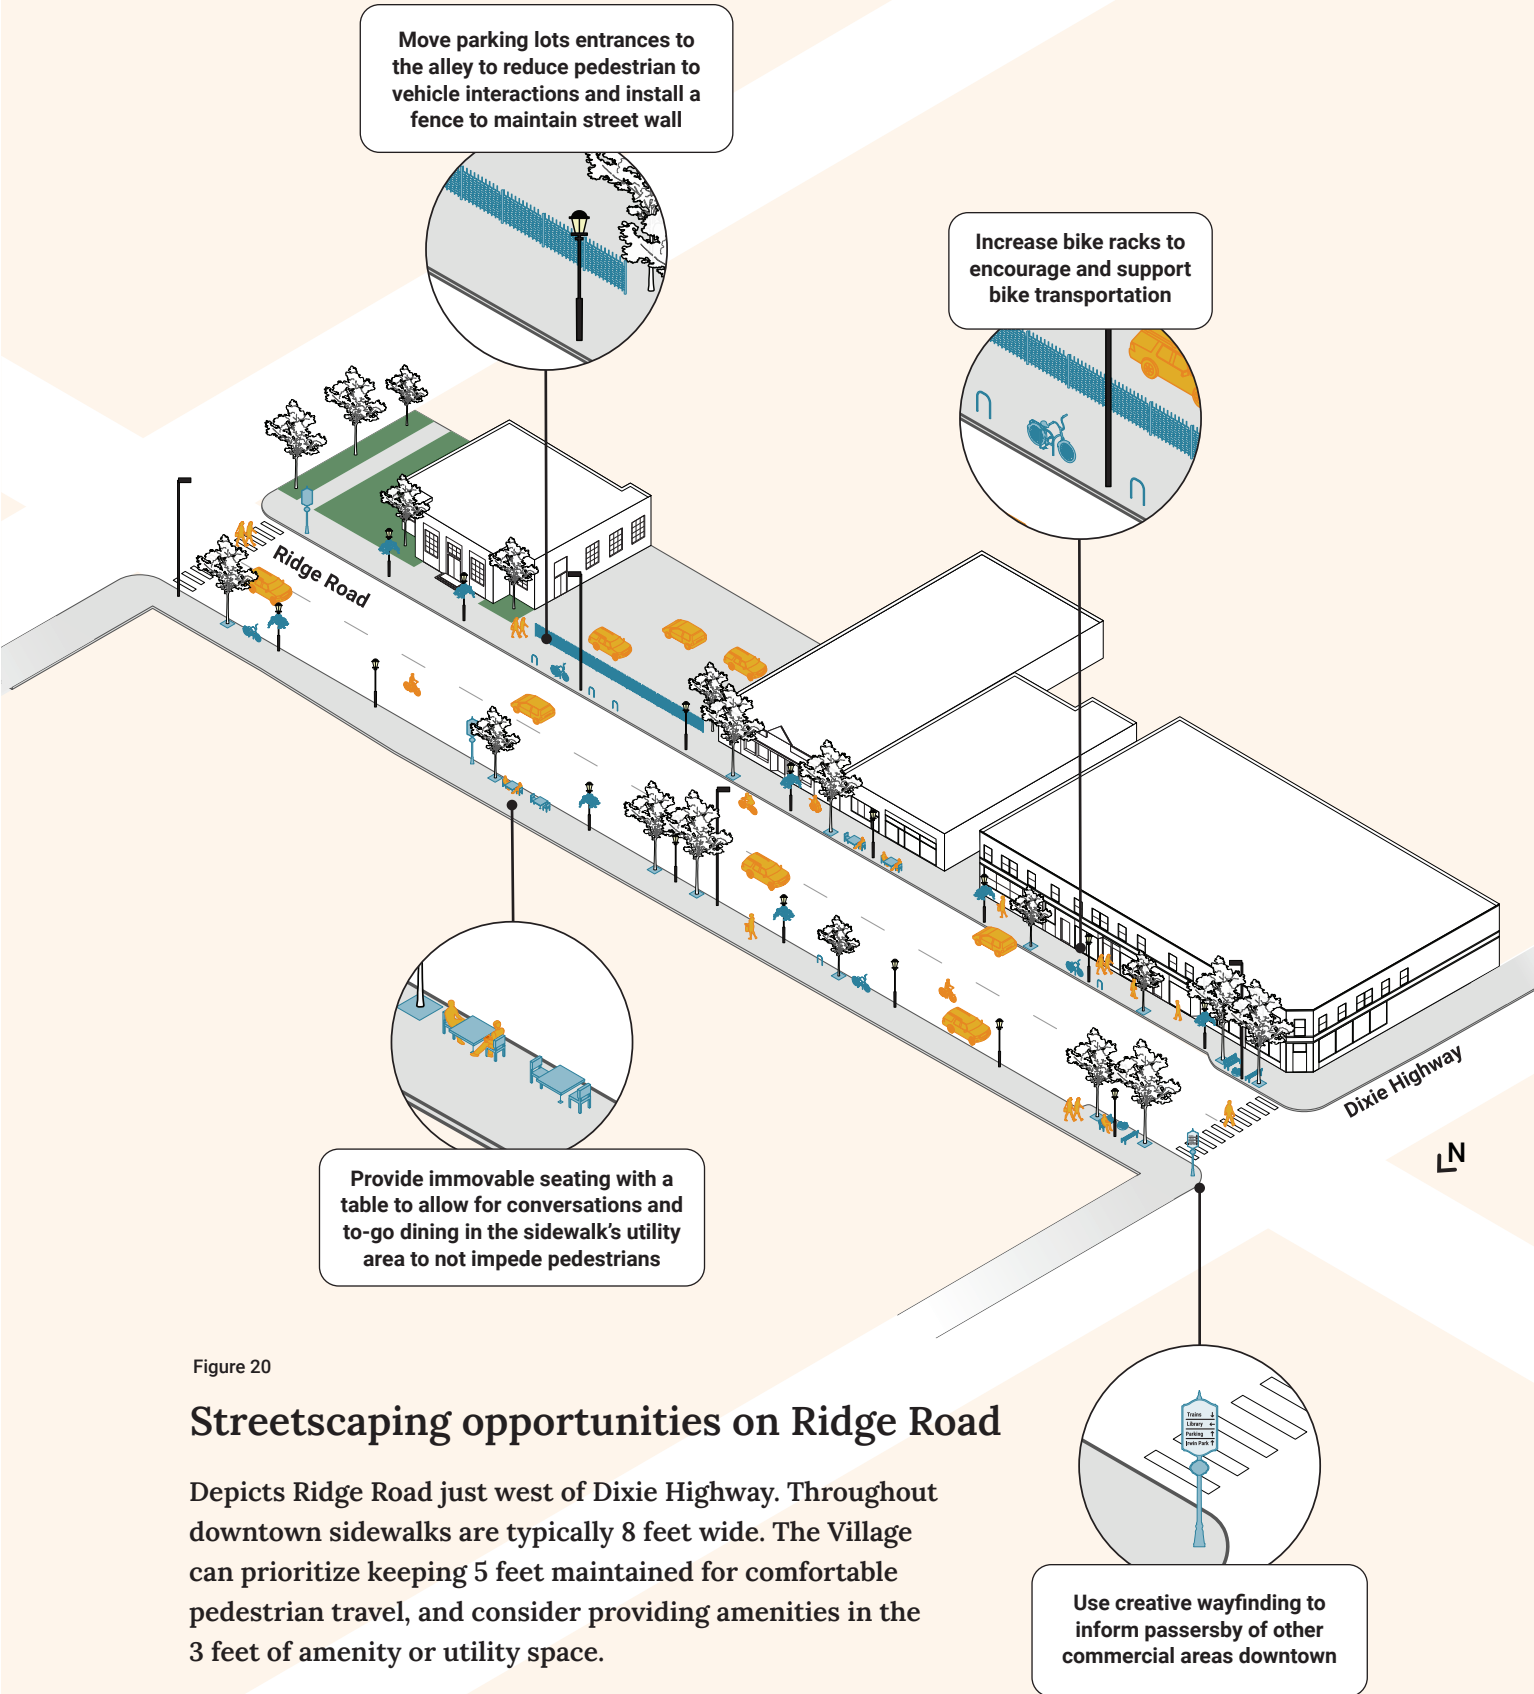 Move parking lots entrances to
the alley to reduce pedestrian to
vehicle interactions and install a
fence to maintain street wall
Increase bike racks to
encourage and support
bike transportation
Ridge Road
Dixie Highway
N
Provide immovable seating with a
table to allow for conversations and
to-go dining in the sidewalk's utility
area to not impede pedestrians
Trains ↓
Library ←
Parking ↑
Irwin Park ↑
Use creative wayfinding to
inform passersby of other
commercial areas downtown
Figure 20
Streetscaping opportunities on Ridge Road
Depicts Ridge Road just west of Dixie Highway. Throughout
downtown sidewalks are typically 8 feet wide. The Village
can prioritize keeping 5 feet maintained for comfortable
pedestrian travel, and consider providing amenities in the
3 feet of amenity or utility space.